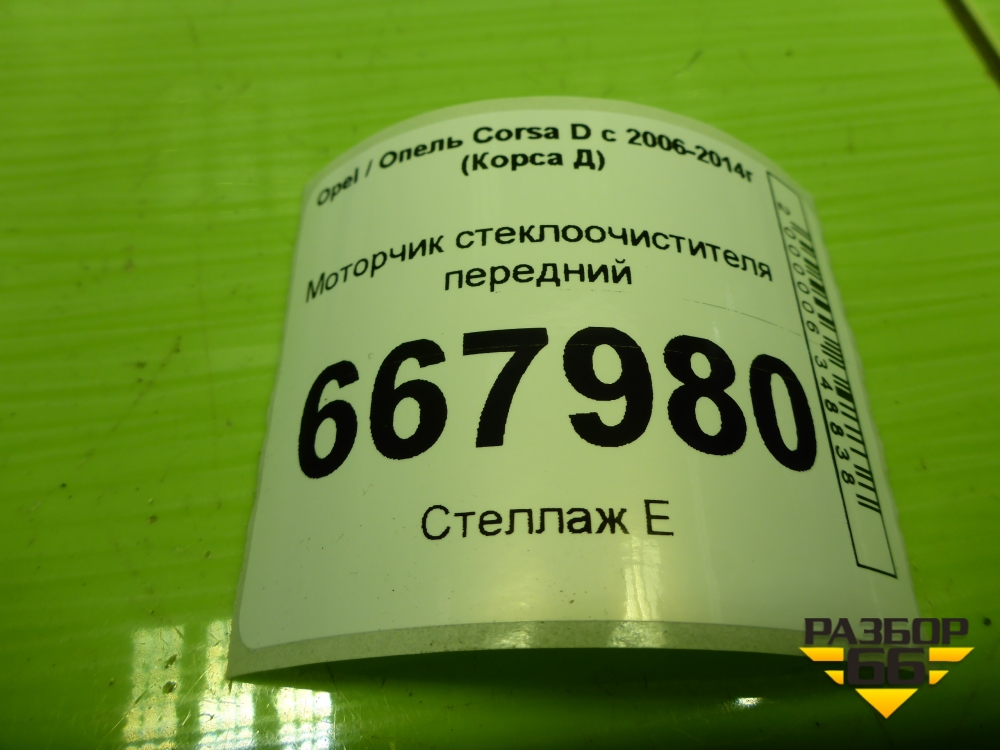 Opel / Опель Corsa D с 2006-2014г
(Корса Д)
Моторчик стеклоочистителя
передний
667980
Стеллаж Е
2000006348838
РАЗБОР
66